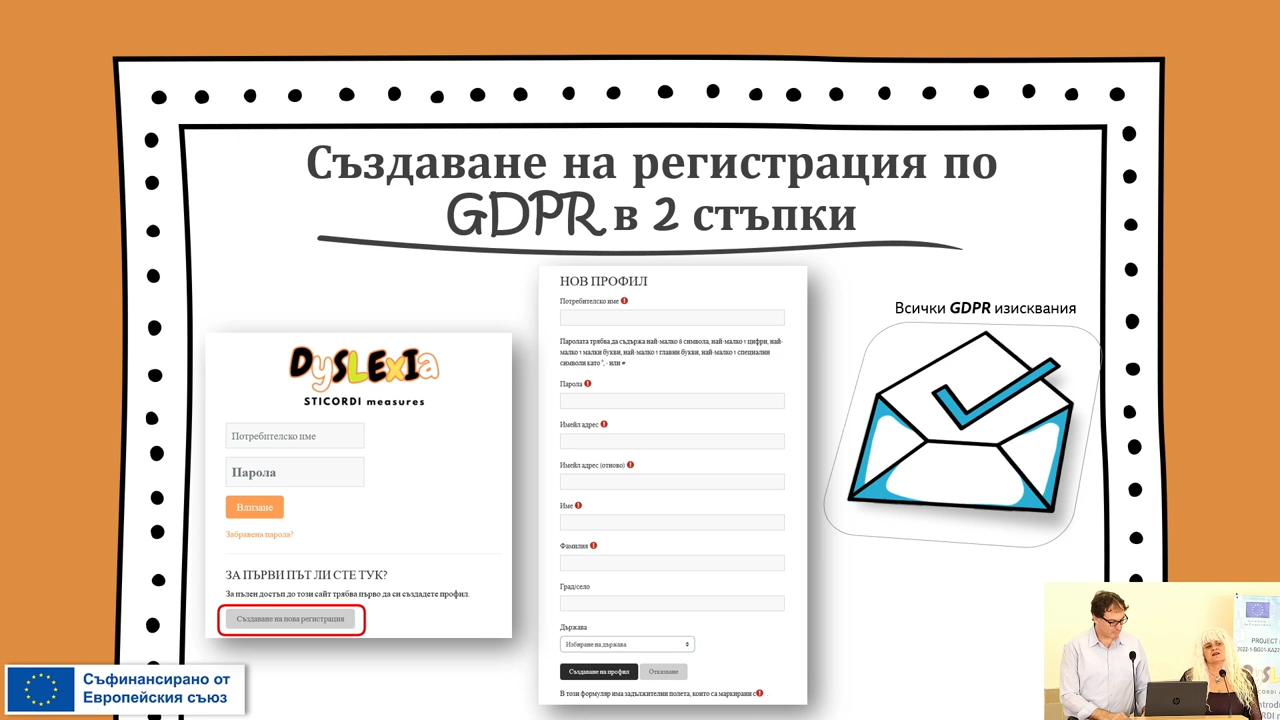 Създаване на регистрация по
GDPR в 2 стъпки
DYSLEXIA
STICORDI measures
Потребителско име
Парола
Влизане
Забравена парола?
ЗА ПЪРВИ ПЪТ ЛИ СТЕ ТУК?
За пълен достъп до този сайт трябва първо да си създадете профил.
Създаване на нова регистрация
НОВ ПРОФИЛ
Потребителско име
Паролата трябва да съдържа най-малко 8 символа, най-малко 1 цифри, най-
малко 1 малки букви, най-малко 1 главни букви, най-малко 1 специални
символи като *, - или #
Парола
Имейл адрес
Имейл адрес (отново)
Име
Фамилия
Град/село
Държава
Избиране на държава
Създаване на профил Отказване
В този формуляр има задължителни полета, които са маркирани с
Всички GDPR изисквания
Съфинансирано от
Европейския съюз
PROJECT